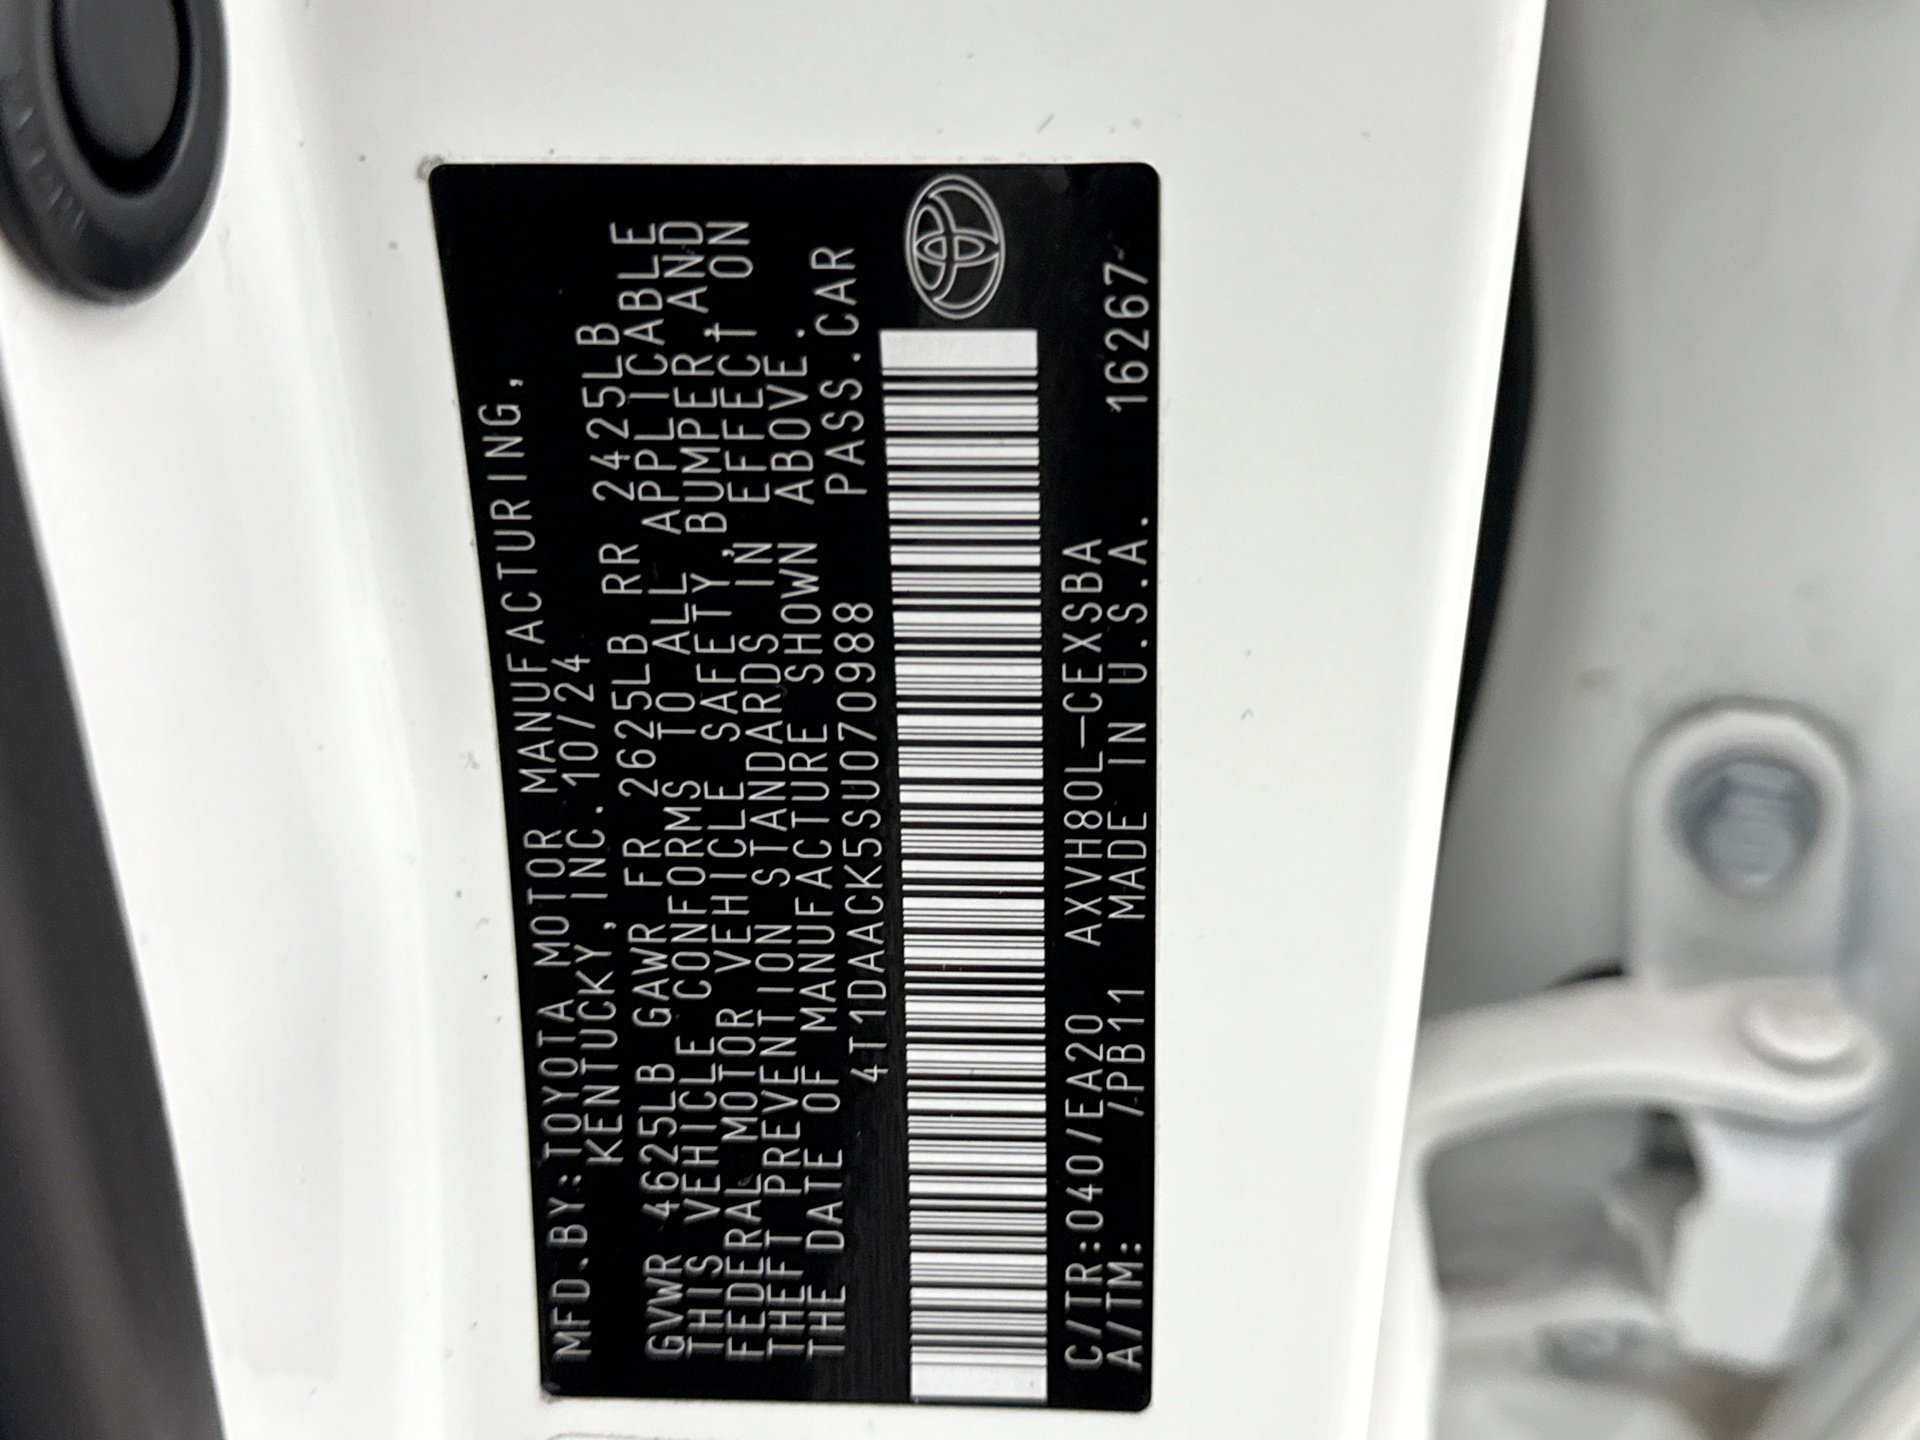 MFD.BY:TOYOTA MOTOR MANUFACTURING,
KENTUCKY, INC. 10/24
GVWR 4625LB GAWR FR 2625LB RR 2425LB
THIS VEHICLE CONFORMS TO ALL APPLICABLE
FEDERAL MOTOR VEHICLE SAFETY, BUMPER, AND
THEFT PREVENTION STANDARDS IN EFFECT ON
THE DATE OF MANUFACTURE SHOWN ABOVE.
4T1DAACK5SU070988 PASS.CAR
C/TR:040/EA20 AXVH80L-CEXSBA
A/TM: /PB11 MADE IN U.S.A. 16267